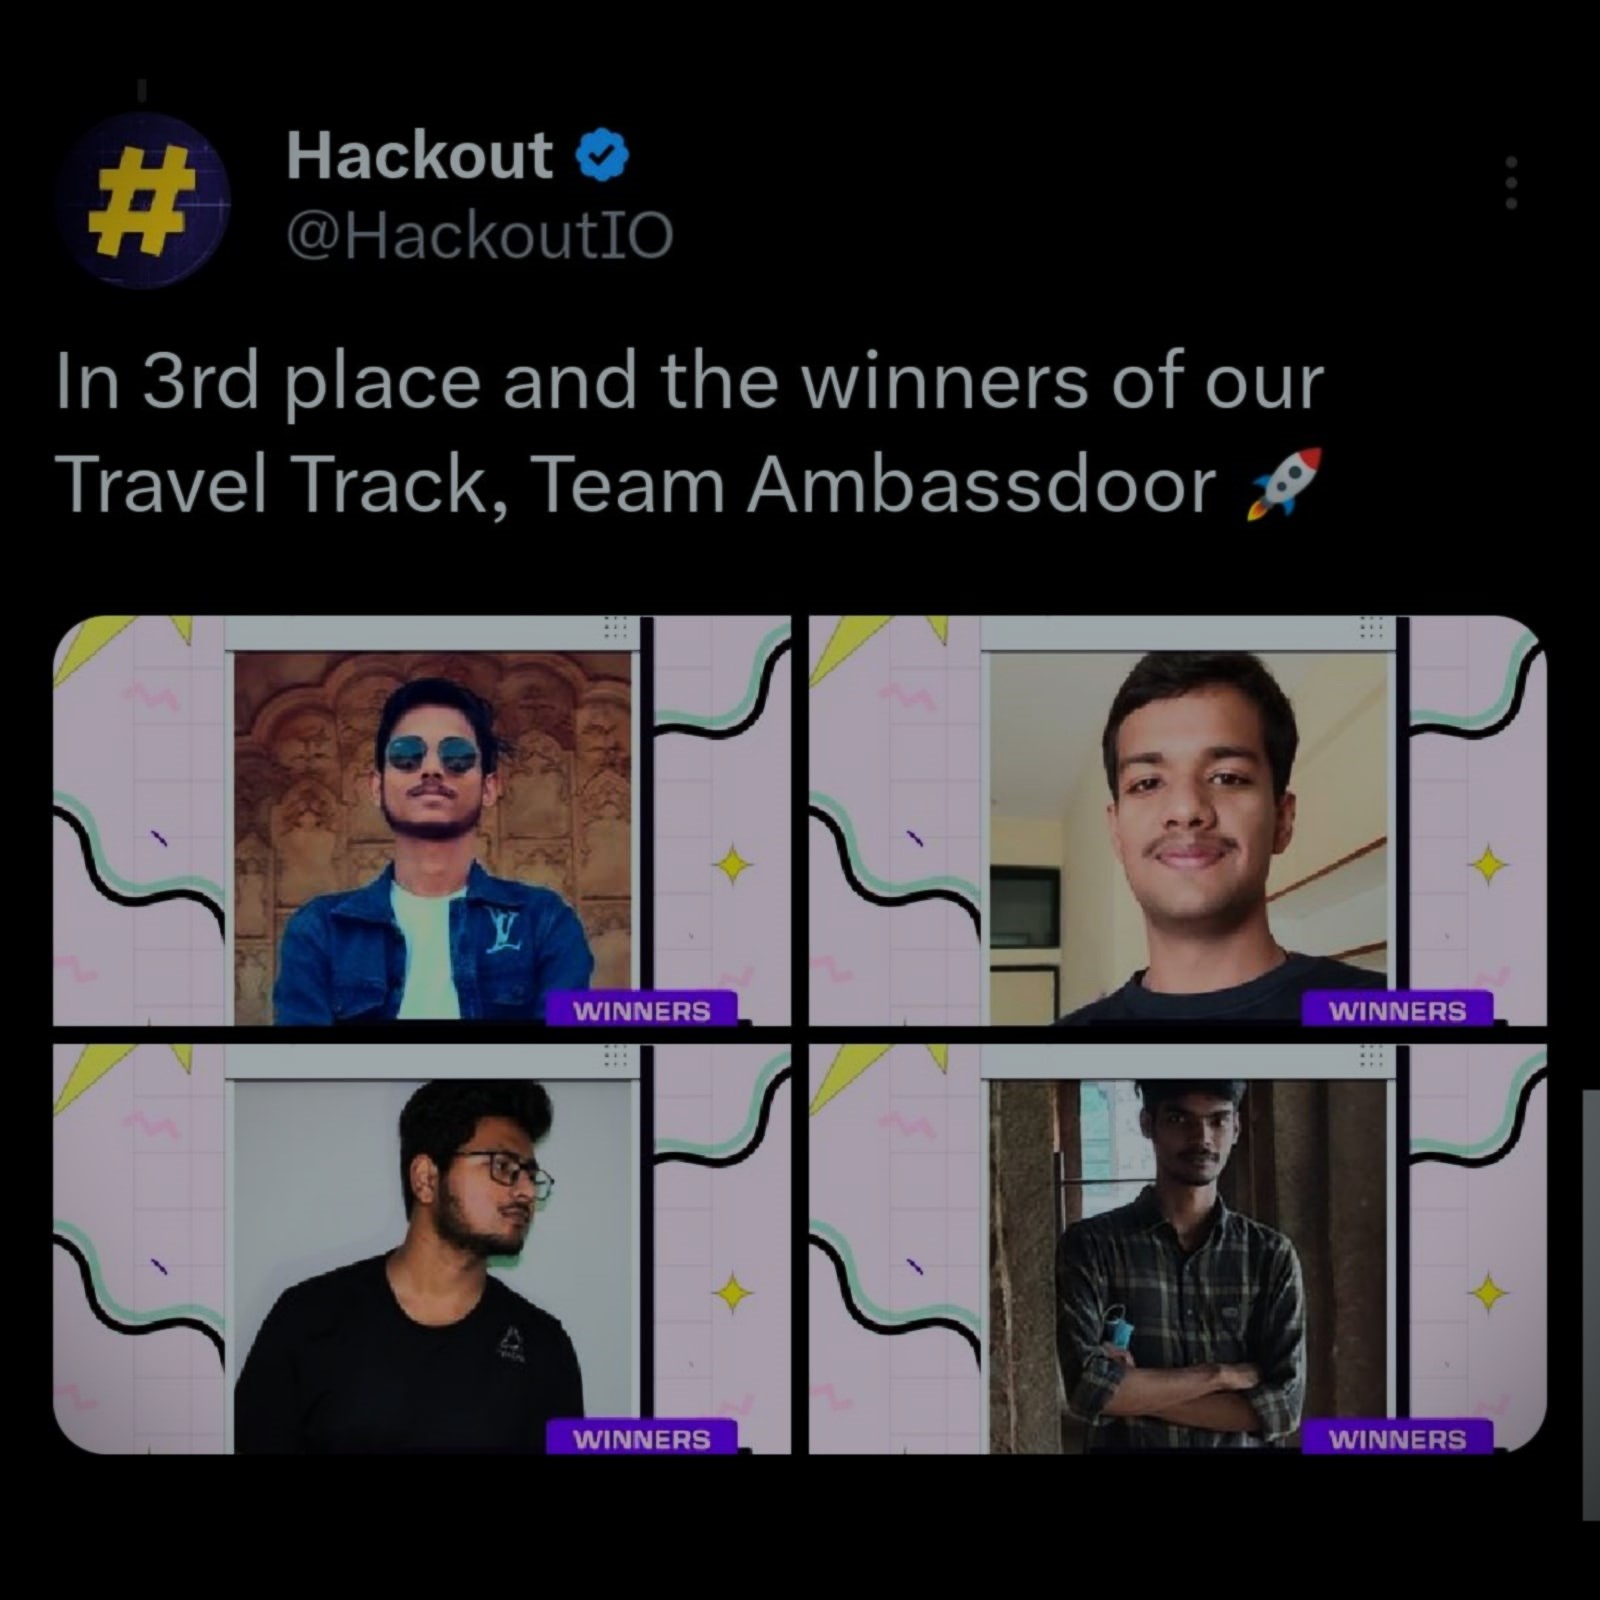 Hackout
@HackoutIO
In 3rd place and the winners of our
Travel Track, Team Ambassdoor 🚀
WINNERS
WINNERS
WINNERS
WINNERS